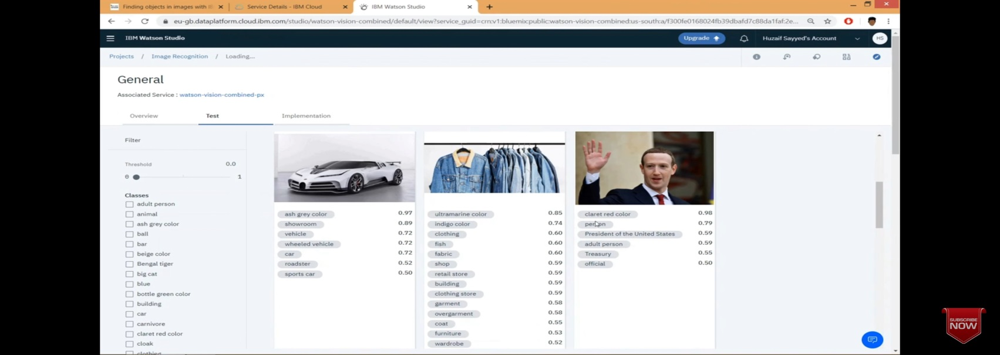 Finding objects in images with IB
Service Details - IBM Cloud
IBM Watson Studio
eu-gb.dataplatform.cloud.ibm.com/studio/watson-vision-combined/default/view?service_guid=crn:v1:bluemix:public:watson-vision-combined:us-south:a/f300fe0168024fb39dbafd7c88da1faf:2e...
IBM Watson Studio
Upgrade
Huzaif Sayyed's Account
HS
Projects / Image Recognition / Loading...
General
Associated Service : watson-vision-combined-px
Overview
Test
Implementation
Filter
Threshold 0.0
0 1
Classes
adult person
animal
ash grey color
ball
bar
beige color
Bengal tiger
big cat
blue
bottle green color
building
car
carnivore
claret red color
cloak
clothing
ash grey color 0.97
showroom 0.89
vehicle 0.72
wheeled vehicle 0.72
car 0.72
roadster 0.52
sports car 0.50
ultramarine color 0.85
indigo color 0.74
clothing 0.60
fish 0.60
fabric 0.60
shop 0.59
retail store 0.59
building 0.59
clothing store 0.59
garment 0.58
overgarment 0.58
coat 0.55
furniture 0.53
wardrobe 0.52
claret red color 0.98
person 0.79
President of the United States 0.59
adult person 0.59
Treasury 0.55
official 0.50
SUBSCRIBE
NOW